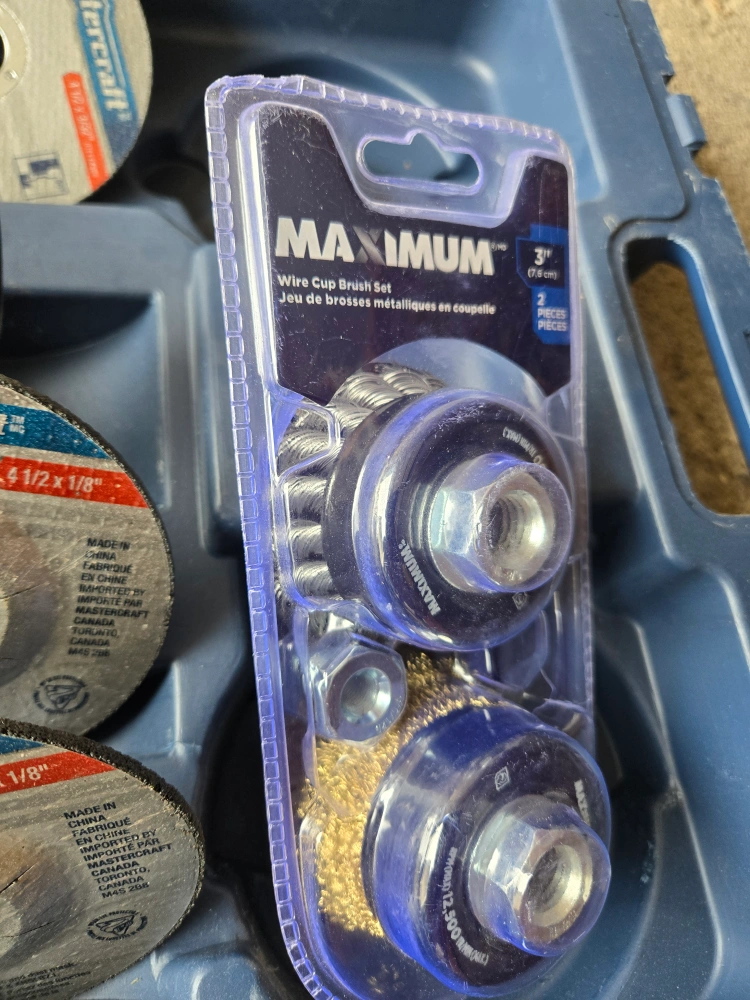 tercraft
MAXIMUM
Wire Cup Brush Set
Jeu de brosses métalliques en coupelle
3"
(7,6 cm)
2
PIECES
PIÈCES
MAXIMUM
4 1/2 x 1/8"
MADE IN
CHINA
FABRIQUÉ
EN CHINE
IMPORTED BY
IMPORTÉ PAR
MASTERCRAFT
CANADA
TORONTO,
CANADA
M4S 2B8
1/8"
MADE IN
CHINA
FABRIQUÉ
EN CHINE
IMPORTED BY
IMPORTÉ PAR
MASTERCRAFT
CANADA
TORONTO,
CANADA
M4S 2B8